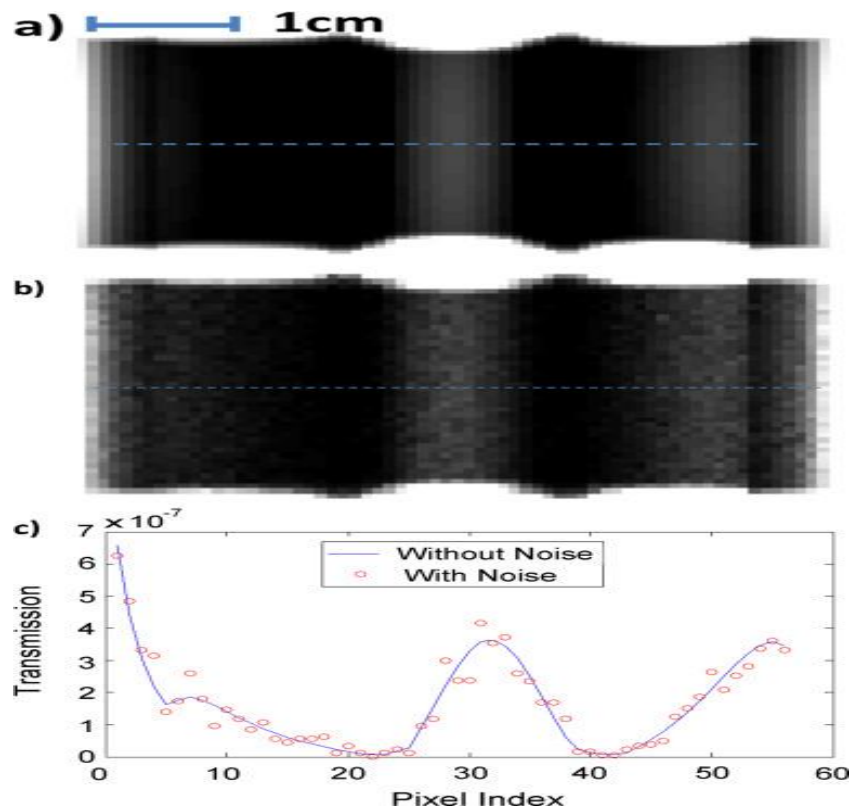 a) 1cm
b)
c)
× 10⁻⁷
7
6
5
4
3
2
1
0
Transmission
Without Noise
With Noise
0 10 20 30 40 50 60
Pixel Index